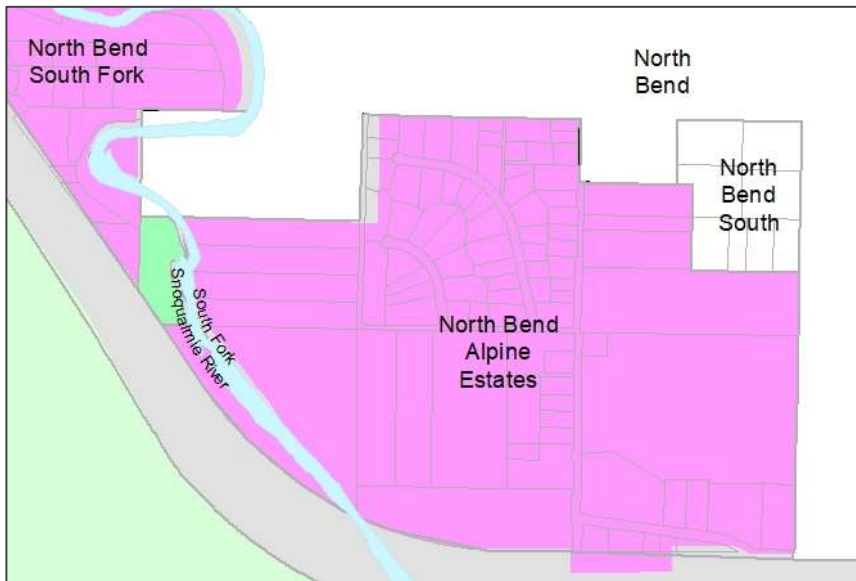 North Bend
South Fork
North
Bend
North
Bend
South
South Fork
Snoqualmie River
North Bend
Alpine
Estates